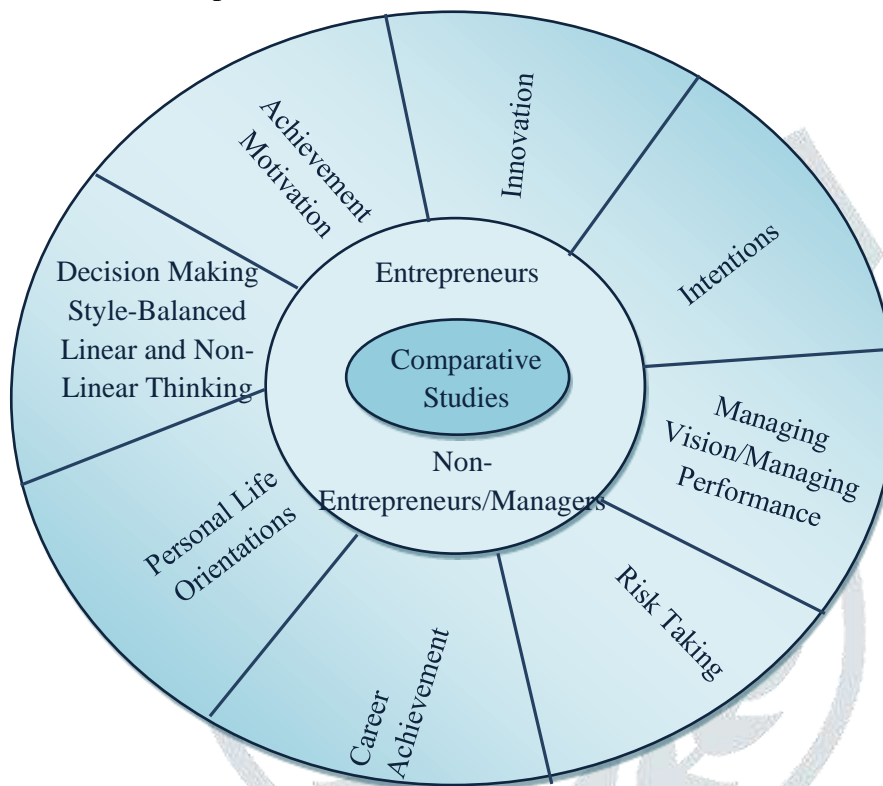 Innovation
Achievement
Motivation
Intentions
Entrepreneurs
Decision Making
Style-Balanced
Linear and Non-
Linear Thinking
Comparative
Studies
Managing
Vision/Managing
Performance
Non-
Entrepreneurs/Managers
Personal Life
Orientations
Risk Taking
Career
Achievement